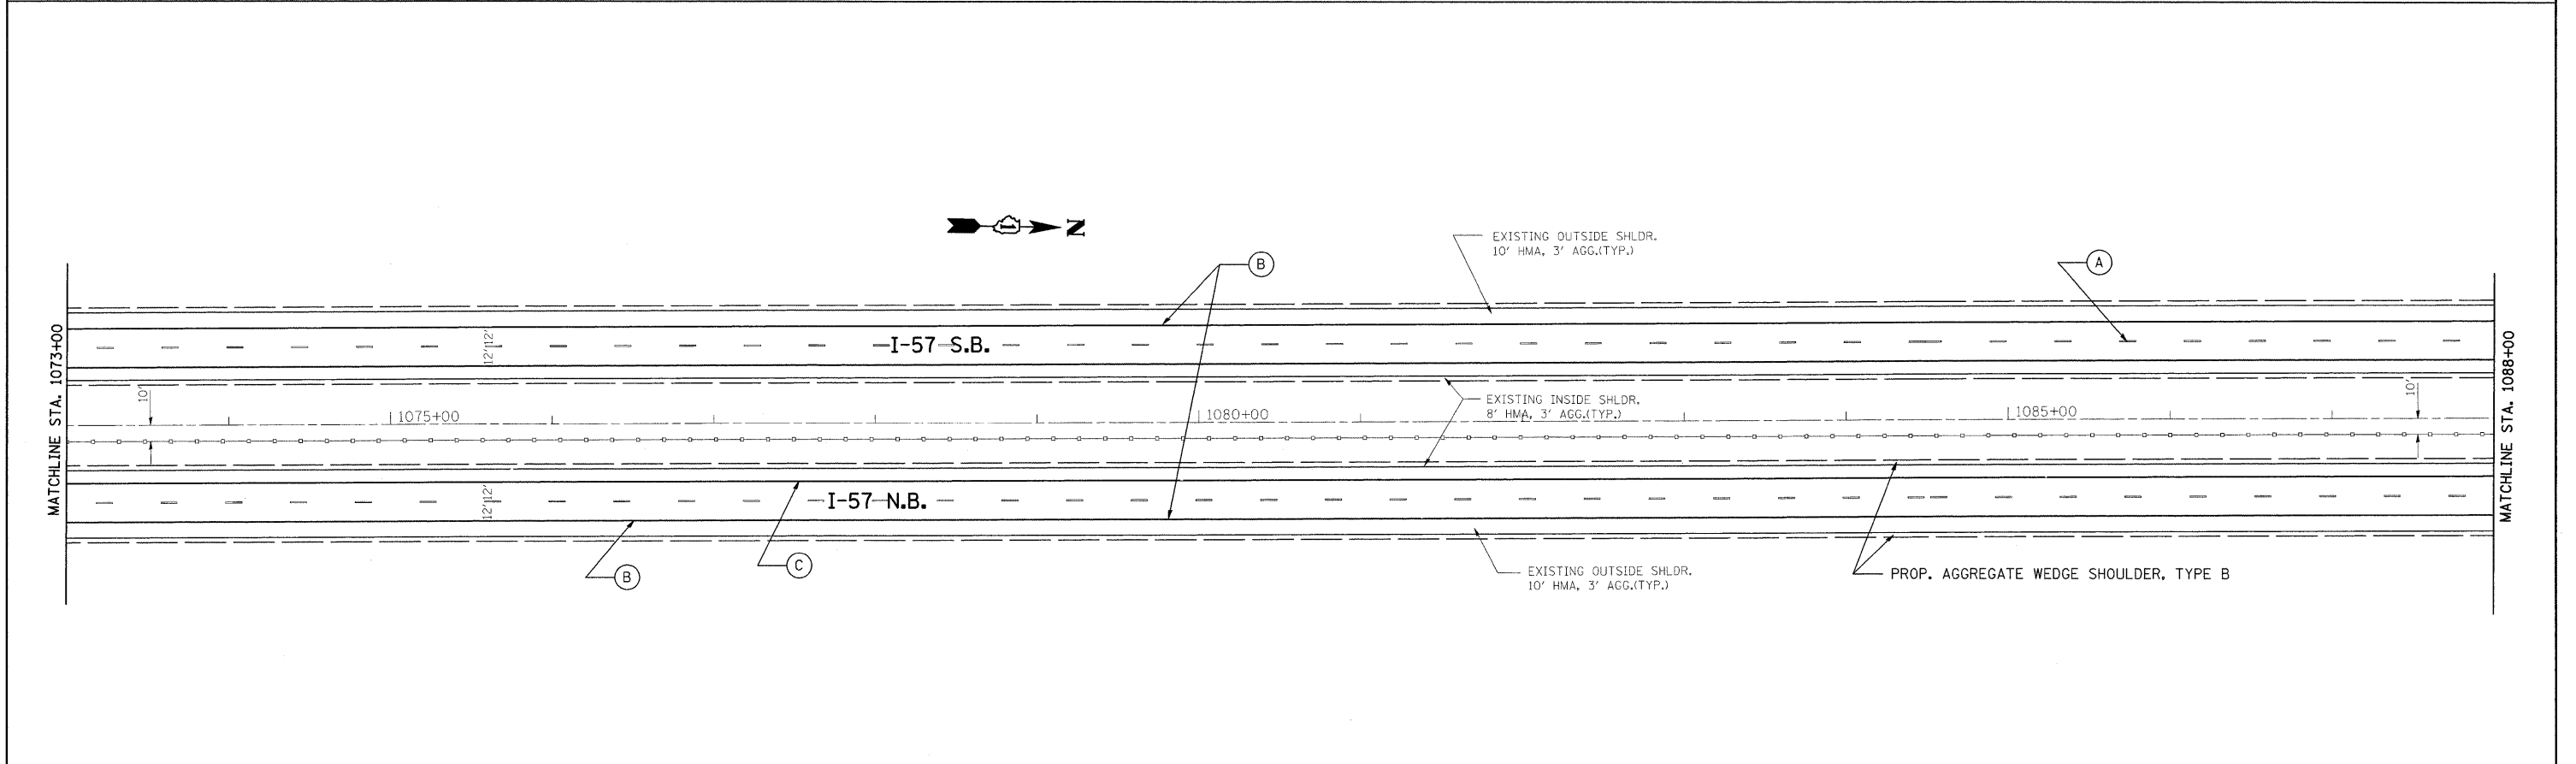 N
EXISTING OUTSIDE SHLDR.
10' HMA, 3' AGG.(TYP.)
B
A
MATCHLINE STA. 1073+00
12' 12'
I-57 S.B.
MATCHLINE STA. 1088+00
10'
1075+00
1080+00
EXISTING INSIDE SHLDR.
8' HMA, 3' AGG.(TYP.)
1085+00
10'
12' 12'
I-57 N.B.
B
C
EXISTING OUTSIDE SHLDR.
10' HMA, 3' AGG.(TYP.)
PROP. AGGREGATE WEDGE SHOULDER, TYPE B